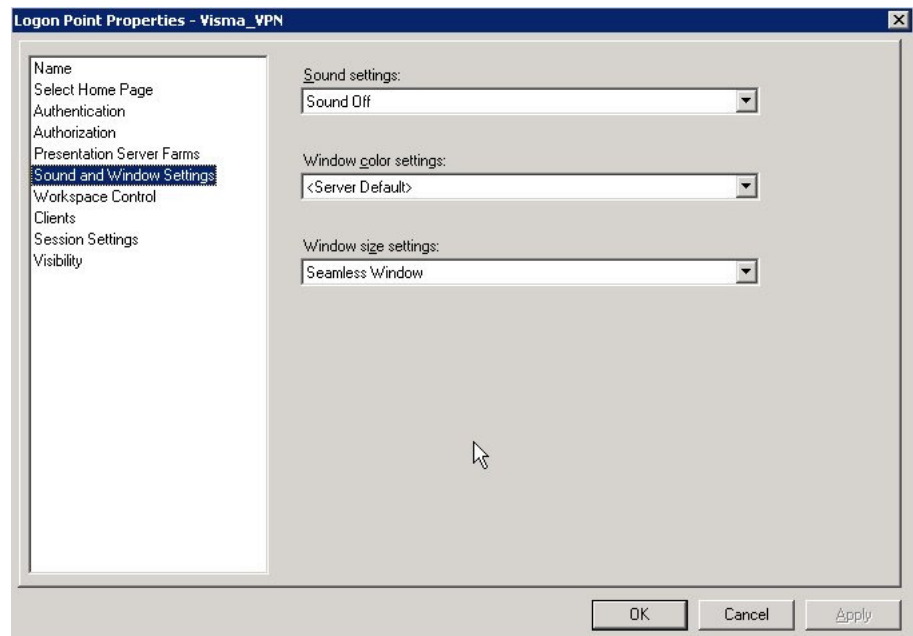 Logon Point Properties - Visma_VPN
Name
Select Home Page
Authentication
Authorization
Presentation Server Farms
Sound and Window Settings
Workspace Control
Clients
Session Settings
Visibility
Sound settings:
Sound Off
Window color settings:
<Server Default>
Window size settings:
Seamless Window
OK
Cancel
Apply